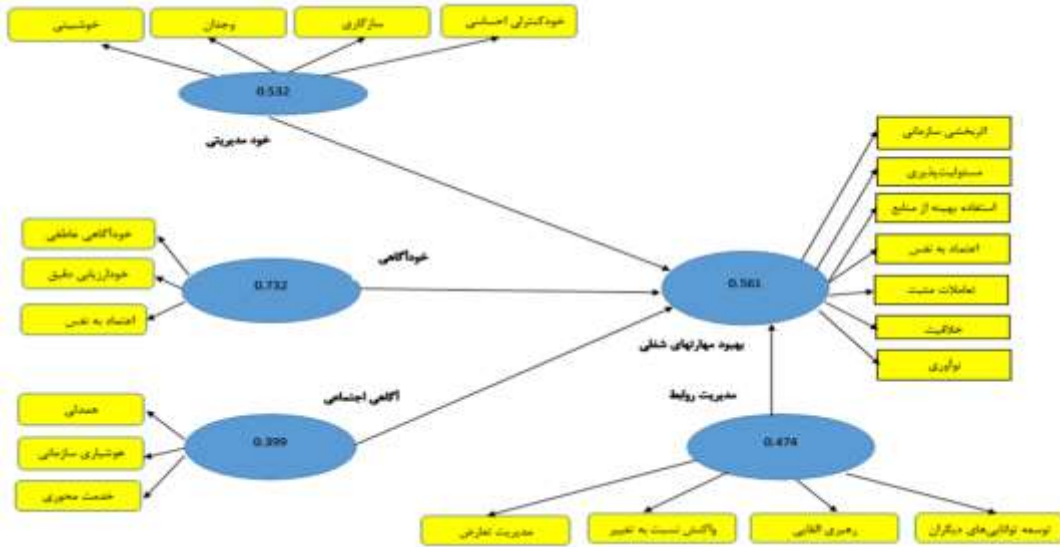 خودکنترلی احساسی
سازگاری
وجدان
خوشبینی
0.532
خود مدیریتی
اثربخشی سازمانی
مسئولیت‌پذیری
استفاده بهینه از منابع
اعتماد به نفس
تعاملات مثبت
خلاقیت
نوآوری
خودآگاهی عاطفی
خودارزیابی دقیق
اعتماد به نفس
خودآگاهی
0.732
0.561
بهبود مهارتهای شغلی
همدلی
هوشیاری سازمانی
خدمت محوری
آگاهی اجتماعی
0.399
مدیریت روابط
0.474
توسعه توانایی‌های دیگران
رهبری القایی
واکنش نسبت به تغییر
مدیریت تعارض